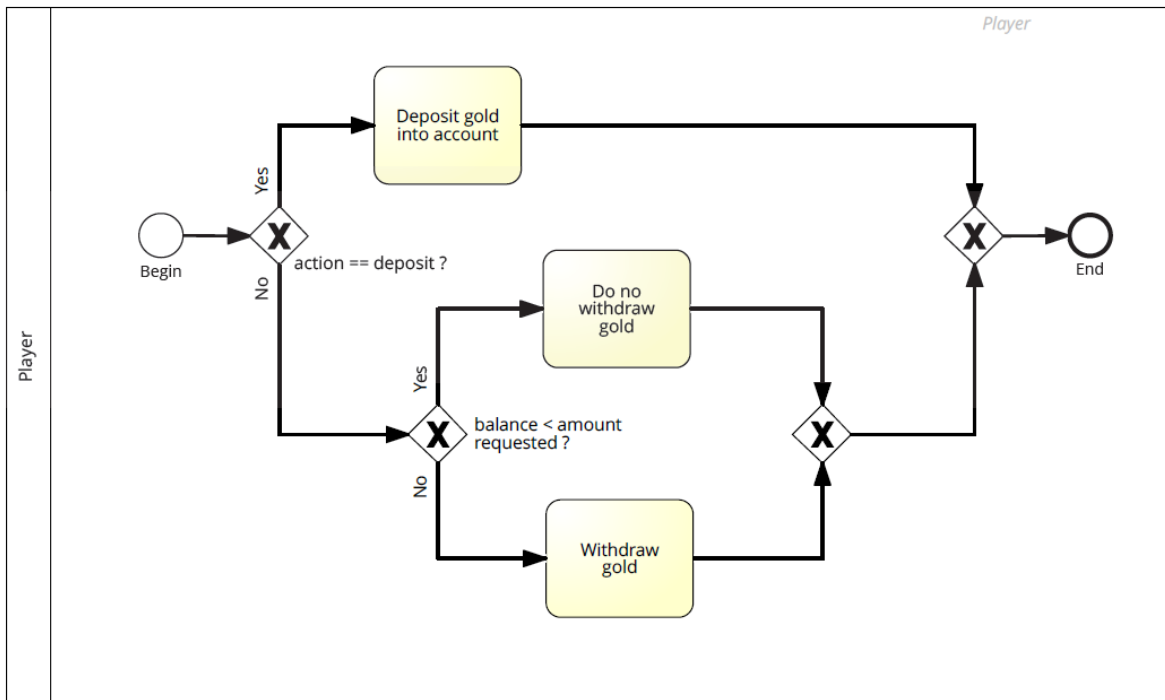 Player
Player
Deposit gold
into account
Yes
Begin
action == deposit ?
No
End
Do no
withdraw
gold
Yes
balance < amount
requested ?
No
Withdraw
gold